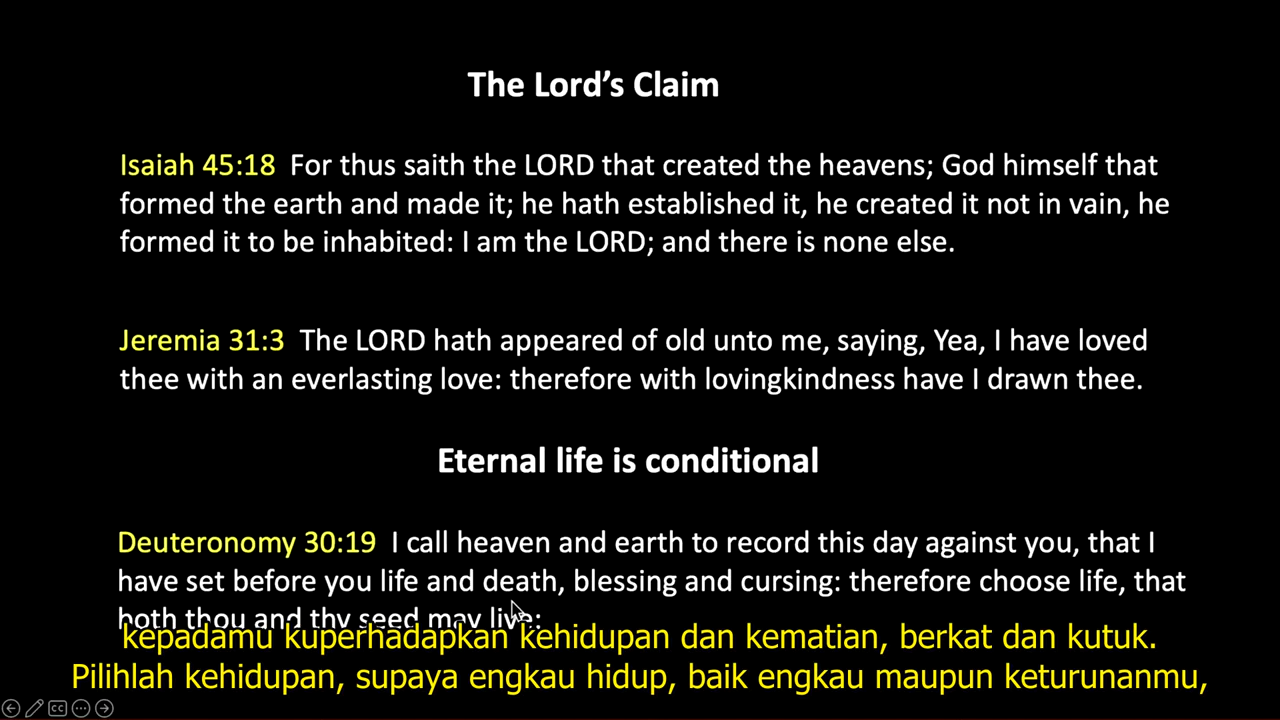 The Lord’s Claim
Isaiah 45:18 For thus saith the LORD that created the heavens; God himself that
formed the earth and made it; he hath established it, he created it not in vain, he
formed it to be inhabited: I am the LORD; and there is none else.
Jeremia 31:3 The LORD hath appeared of old unto me, saying, Yea, I have loved
thee with an everlasting love: therefore with lovingkindness have I drawn thee.
Eternal life is conditional
Deuteronomy 30:19 I call heaven and earth to record this day against you, that I
have set before you life and death, blessing and cursing: therefore choose life, that
both thou and thy seed may live:
kepadamu kuperhadapkan kehidupan dan kematian, berkat dan kutuk.
Pilihlah kehidupan, supaya engkau hidup, baik engkau maupun keturunanmu,
CC